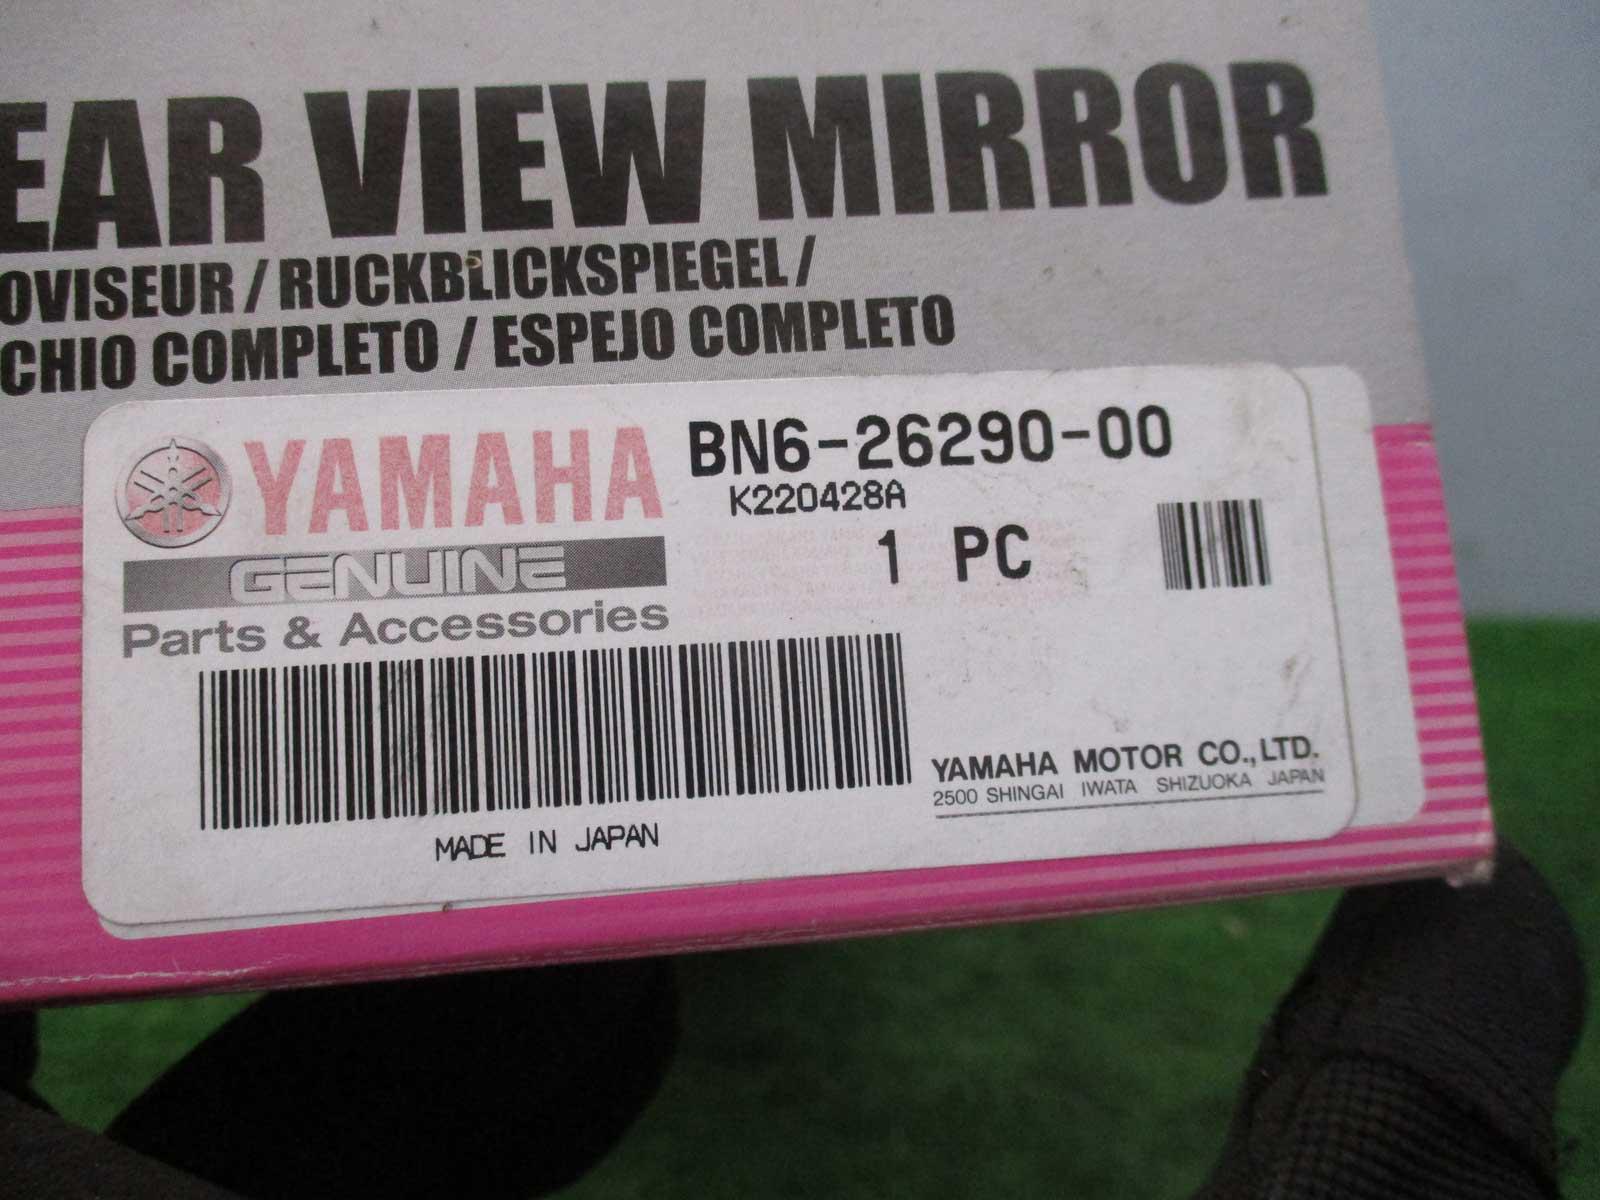 EAR VIEW MIRROR
OVISEUR / RUCKBLICKSPIEGEL /
CHIO COMPLETO / ESPEJO COMPLETO
YAMAHA
GENUINE
Parts & Accessories
BN6-26290-00
K220428A
1 PC
YAMAHA MOTOR CO., LTD.
2500 SHINGAI IWATA SHIZUOKA JAPAN
MADE IN JAPAN